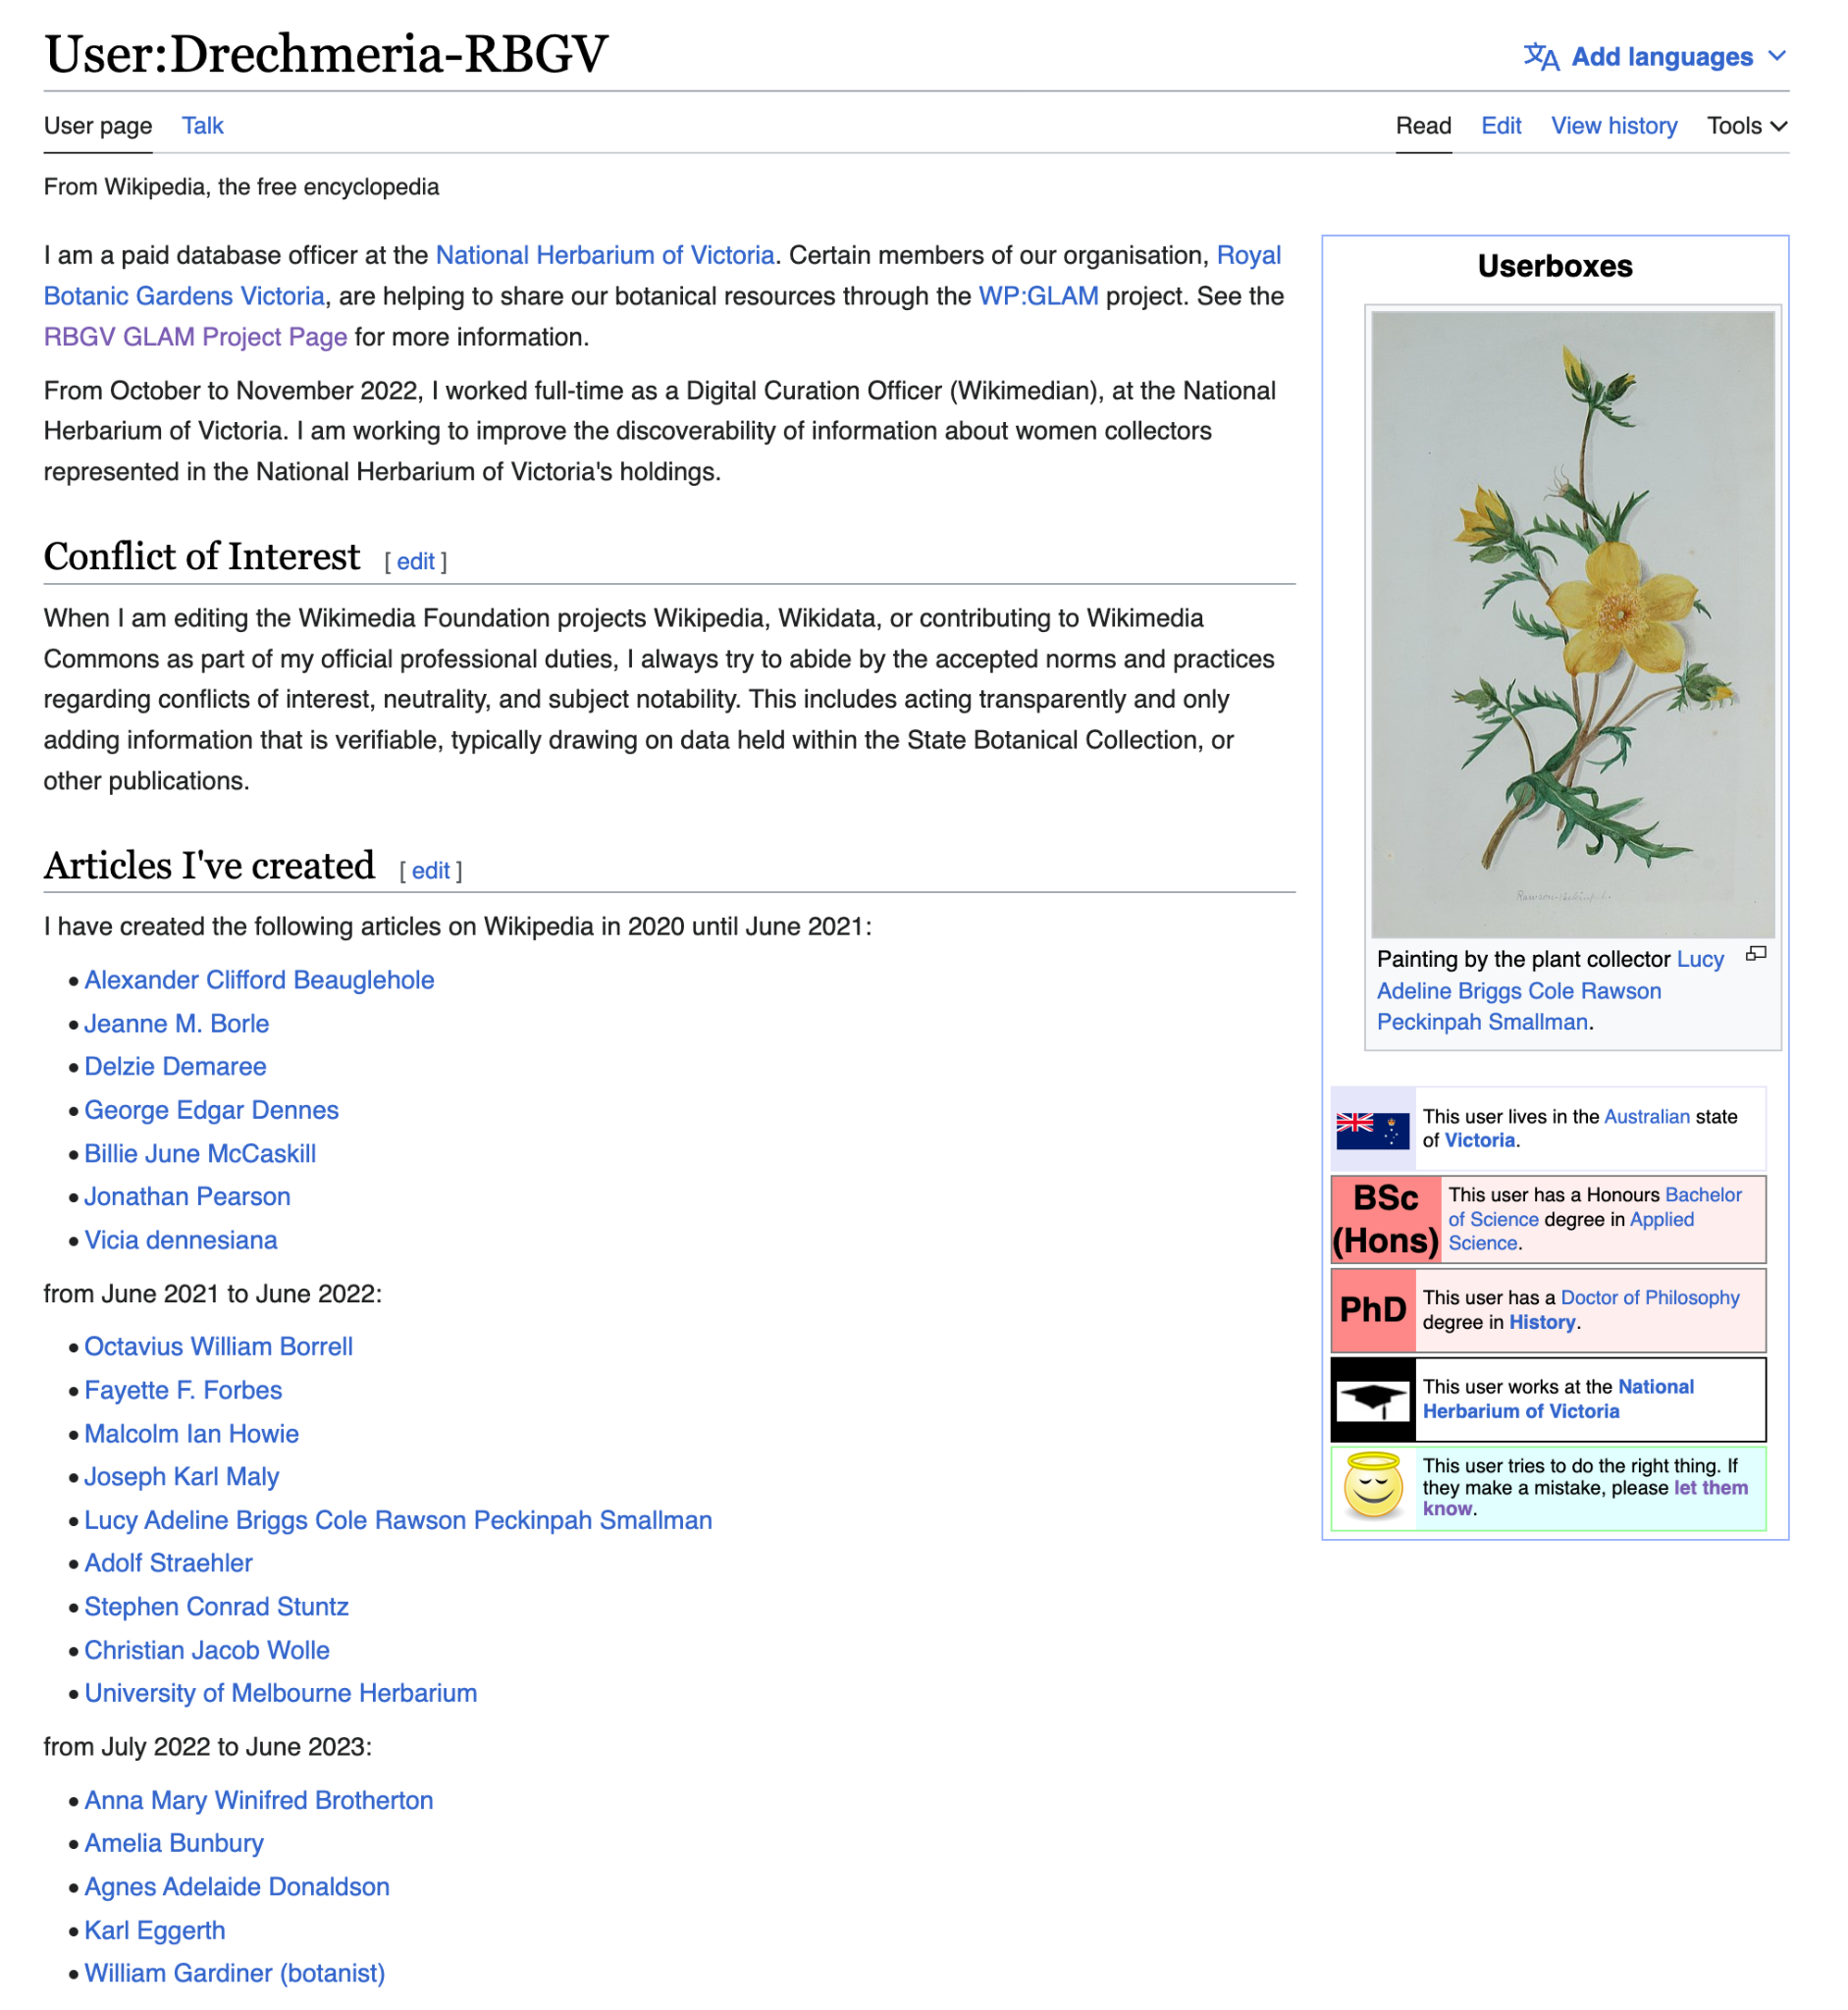 User:Drechmeria-RBGV
Add languages
User page Talk
Read Edit View history Tools
From Wikipedia, the free encyclopedia
I am a paid database officer at the National Herbarium of Victoria. Certain members of our organisation, Royal
Botanic Gardens Victoria, are helping to share our botanical resources through the WP:GLAM project. See the
RBGV GLAM Project Page for more information.
From October to November 2022, I worked full-time as a Digital Curation Officer (Wikimedian), at the National
Herbarium of Victoria. I am working to improve the discoverability of information about women collectors
represented in the National Herbarium of Victoria's holdings.
Conflict of Interest [ edit ]
When I am editing the Wikimedia Foundation projects Wikipedia, Wikidata, or contributing to Wikimedia
Commons as part of my official professional duties, I always try to abide by the accepted norms and practices
regarding conflicts of interest, neutrality, and subject notability. This includes acting transparently and only
adding information that is verifiable, typically drawing on data held within the State Botanical Collection, or
other publications.
Articles I've created [ edit ]
I have created the following articles on Wikipedia in 2020 until June 2021:
• Alexander Clifford Beauglehole
• Jeanne M. Borle
• Delzie Demaree
• George Edgar Dennes
• Billie June McCaskill
• Jonathan Pearson
• Vicia dennesiana
from June 2021 to June 2022:
• Octavius William Borrell
• Fayette F. Forbes
• Malcolm Ian Howie
• Joseph Karl Maly
• Lucy Adeline Briggs Cole Rawson Peckinpah Smallman
• Adolf Straehler
• Stephen Conrad Stuntz
• Christian Jacob Wolle
• University of Melbourne Herbarium
from July 2022 to June 2023:
• Anna Mary Winifred Brotherton
• Amelia Bunbury
• Agnes Adelaide Donaldson
• Karl Eggerth
• William Gardiner (botanist)
Userboxes
Painting by the plant collector Lucy
Adeline Briggs Cole Rawson
Peckinpah Smallman.
This user lives in the Australian state
of Victoria.
BSc
(Hons)
This user has a Honours Bachelor
of Science degree in Applied
Science.
PhD
This user has a Doctor of Philosophy
degree in History.
This user works at the National
Herbarium of Victoria
This user tries to do the right thing. If
they make a mistake, please let them
know.